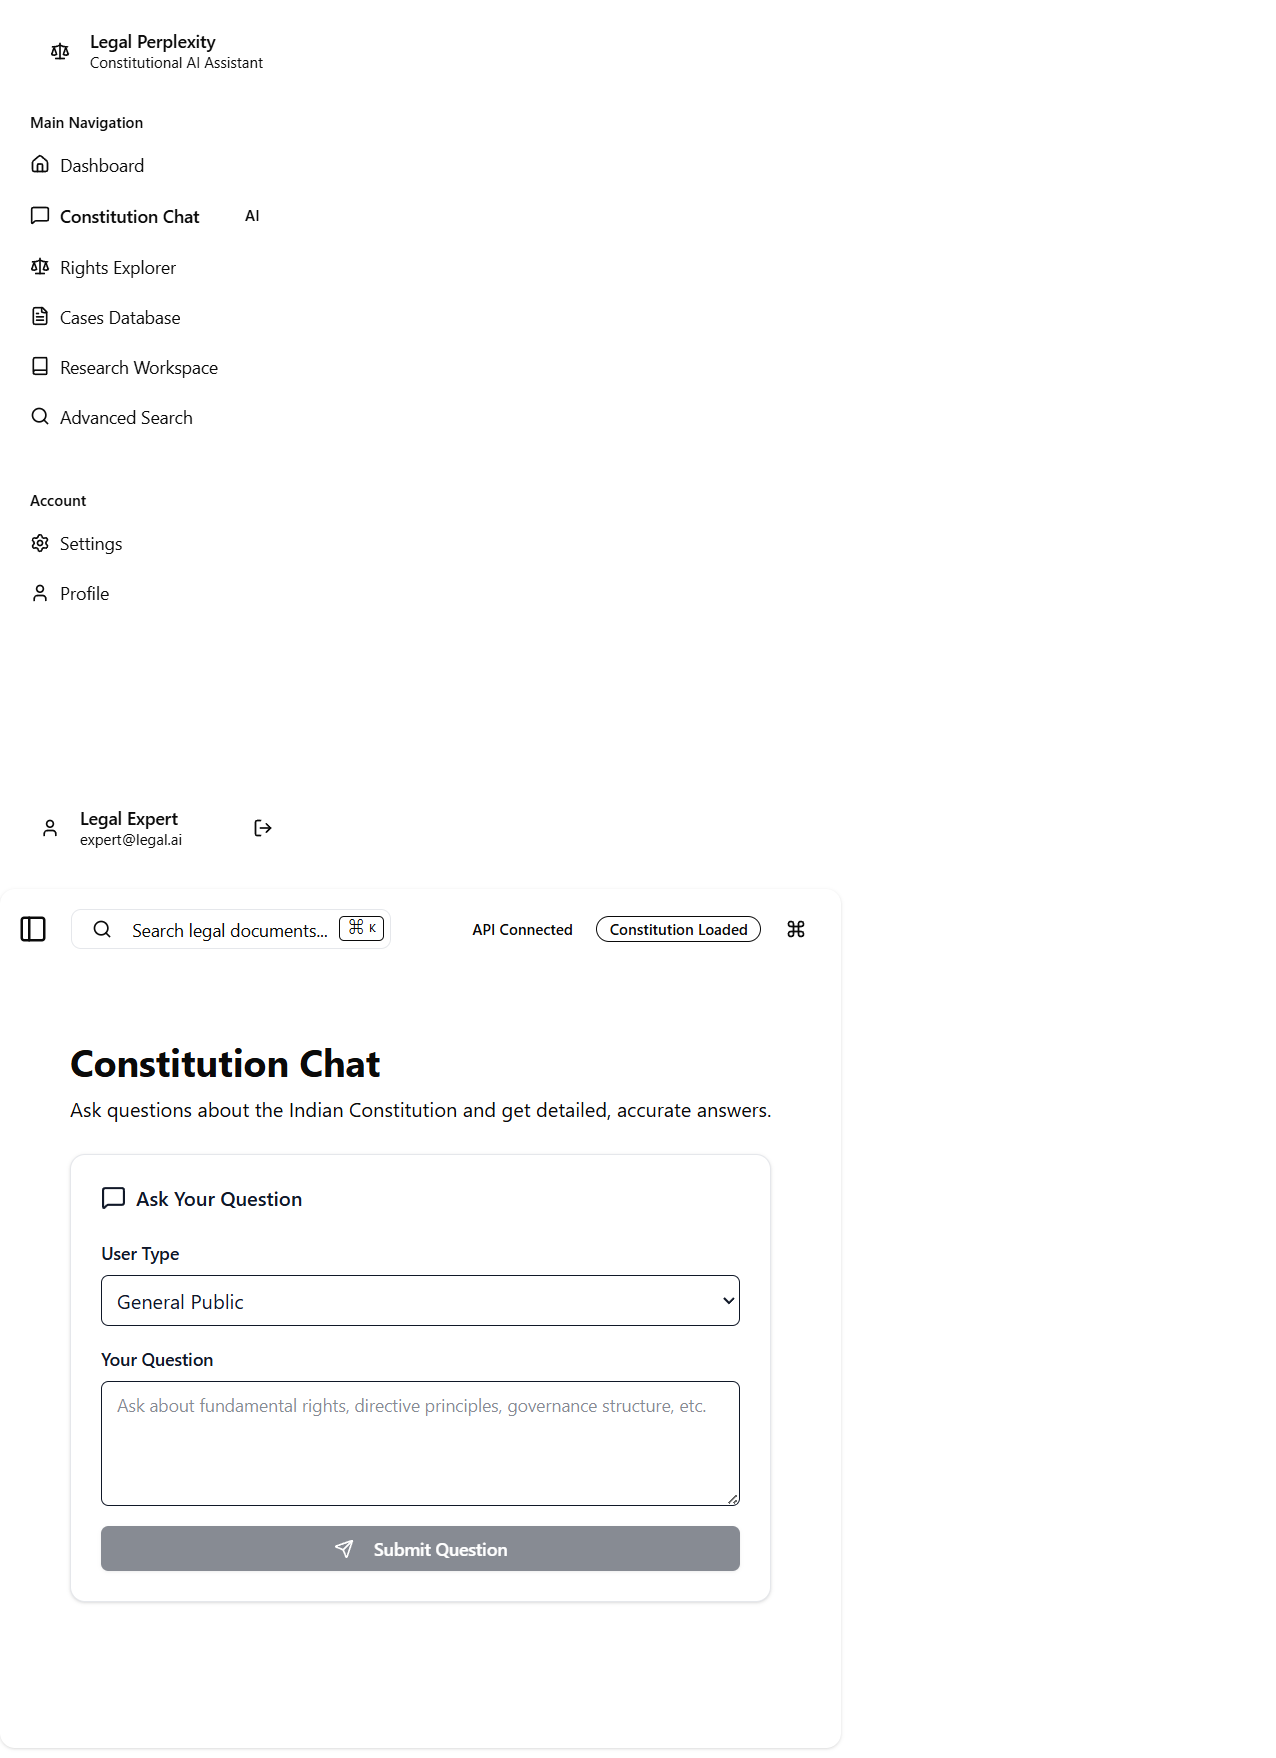 Legal Perplexity
Constitutional AI Assistant
Main Navigation
Dashboard
Constitution Chat AI
Rights Explorer
Cases Database
Research Workspace
Advanced Search
Account
Settings
Profile
Legal Expert
expert@legal.ai
Search legal documents... ⌘ K API Connected Constitution Loaded ⌘
Constitution Chat
Ask questions about the Indian Constitution and get detailed, accurate answers.
Ask Your Question
User Type
General Public
Your Question
Ask about fundamental rights, directive principles, governance structure, etc.
Submit Question